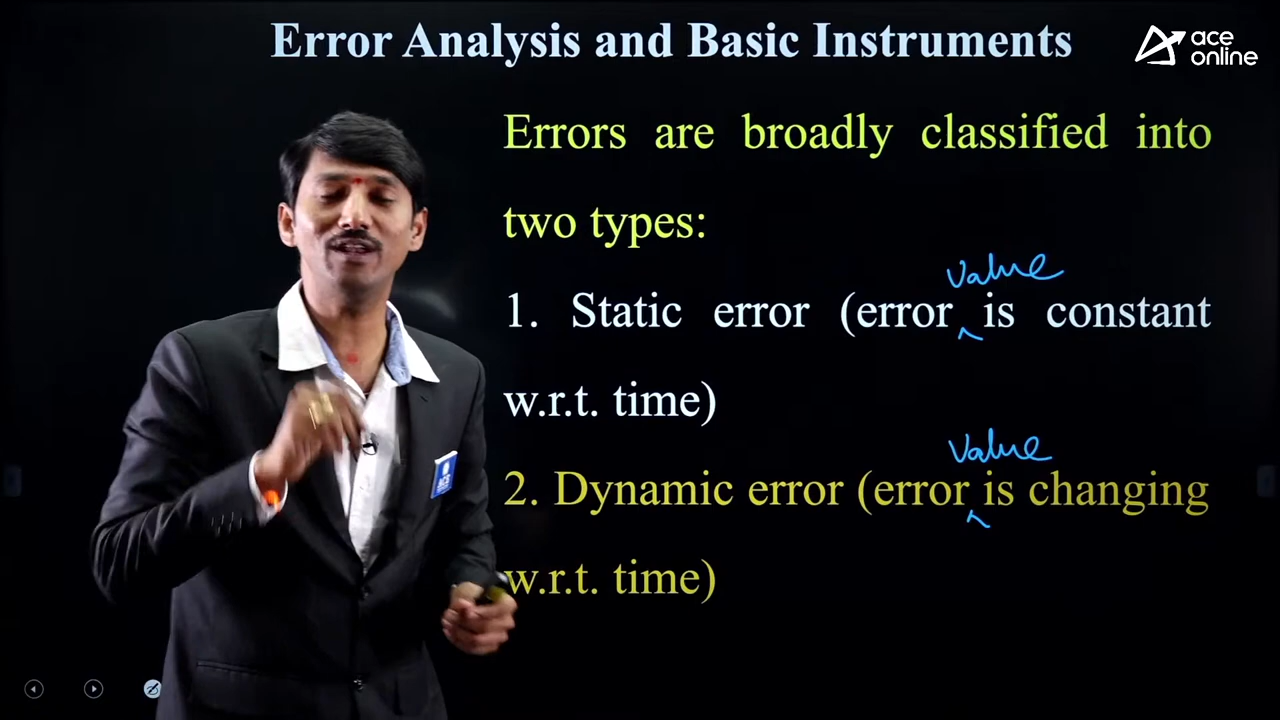 Error Analysis and Basic Instruments
ace
online
Errors are broadly classified into
two types:
value
1. Static error (error is constant
w.r.t. time)
value
2. Dynamic error (error is changing
w.r.t. time)